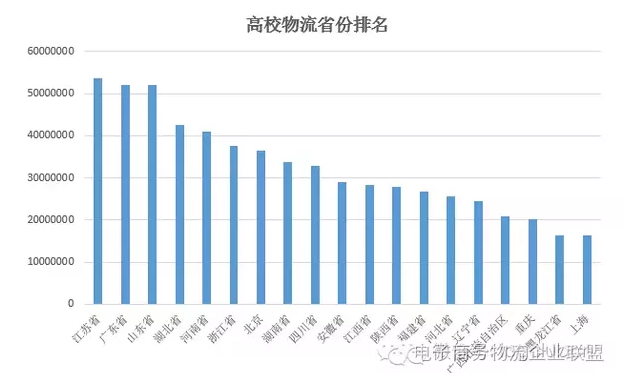 高校物流省份排名
60000000
50000000
40000000
30000000
20000000
10000000
0
江苏省
广东省
山东省
湖北省
河南省
浙江省
北京
湖南省
四川省
安徽省
江西省
陕西省
福建省
河北省
辽宁省
自治区
重庆
黑龙江省
上海
电子商务物流企业联盟